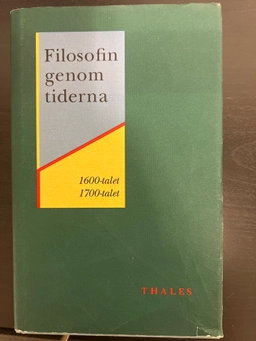 Filosofin
genom
tiderna
1600-talet
1700-talet
THALES